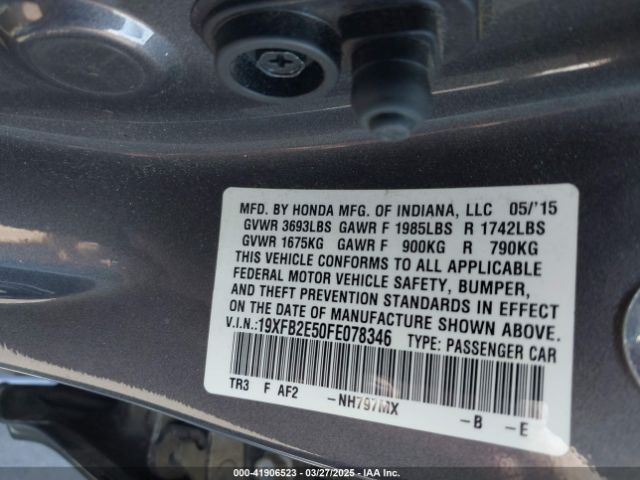 MFD. BY HONDA MFG. OF INDIANA, LLC 05/'15
GVWR 3693LBS GAWR F 1985LBS R 1742LBS
GVWR 1675KG GAWR F 900KG R 790KG
THIS VEHICLE CONFORMS TO ALL APPLICABLE
FEDERAL MOTOR VEHICLE SAFETY, BUMPER,
AND THEFT PREVENTION STANDARDS IN EFFECT
ON THE DATE OF MANUFACTURE SHOWN ABOVE.
V.I.N.:19XFB2E50FE078346 TYPE: PASSENGER CAR
TR3 F AF2 -NH797MX -B -E
000-41906523 — 03/27/2025 — IAA Inc.